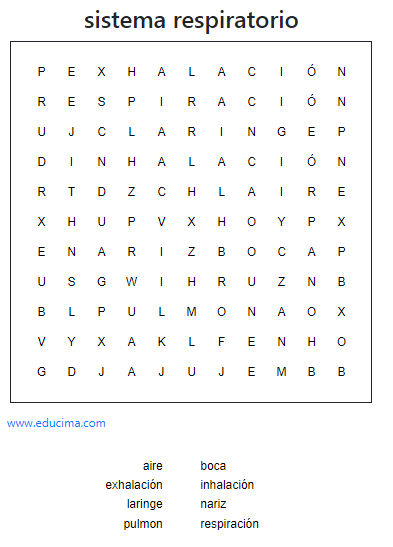 sistema respiratorio
P E X H A L A C I Ó N
R E S P I R A C I Ó N
U J C L A R I N G E P
D I N H A L A C I Ó N
R T D Z C H L A I R E
X H U P V X H O Y P X
E N A R I Z B O C A P
U S G W I H R U Z N B
B L P U L M O N A O X
V Y X A K L F E N H O
G D J A J U J E M B B
www.educima.com
aire boca
exhalación inhalación
laringe nariz
pulmon respiración